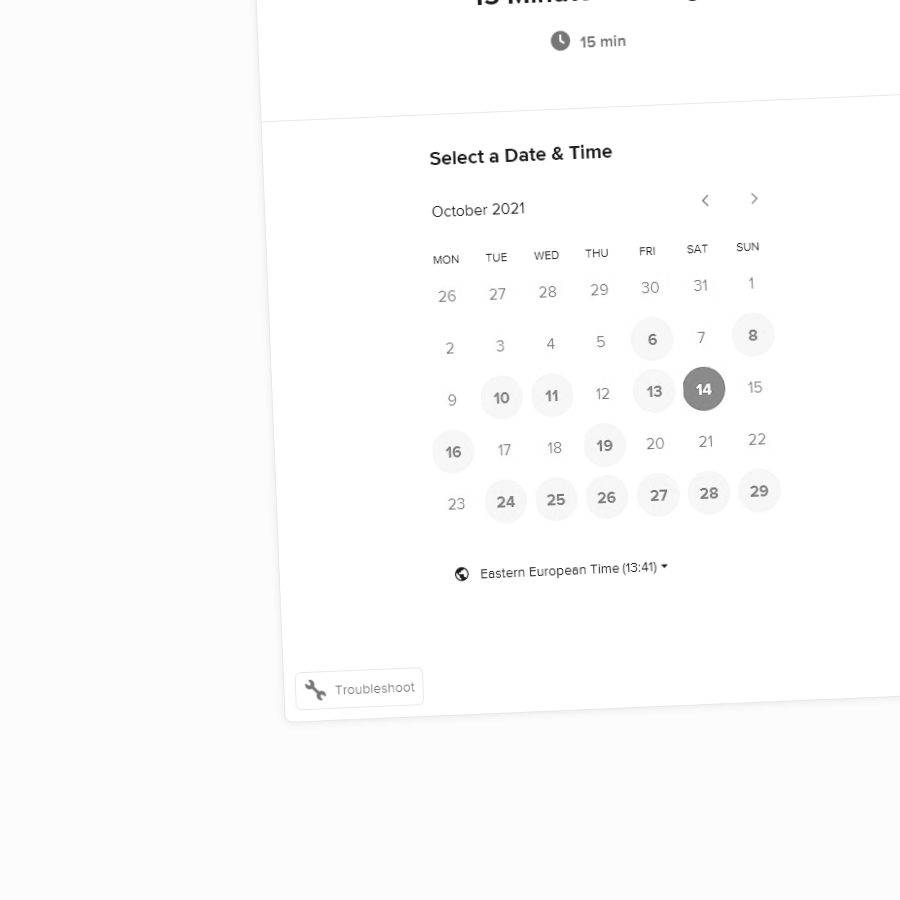 15 min
Select a Date & Time
October 2021
MON TUE WED THU FRI SAT SUN
26 27 28 29 30 31 1
2 3 4 5 6 7 8
9 10 11 12 13 14 15
16 17 18 19 20 21 22
23 24 25 26 27 28 29
Eastern European Time (13:41)
Troubleshoot